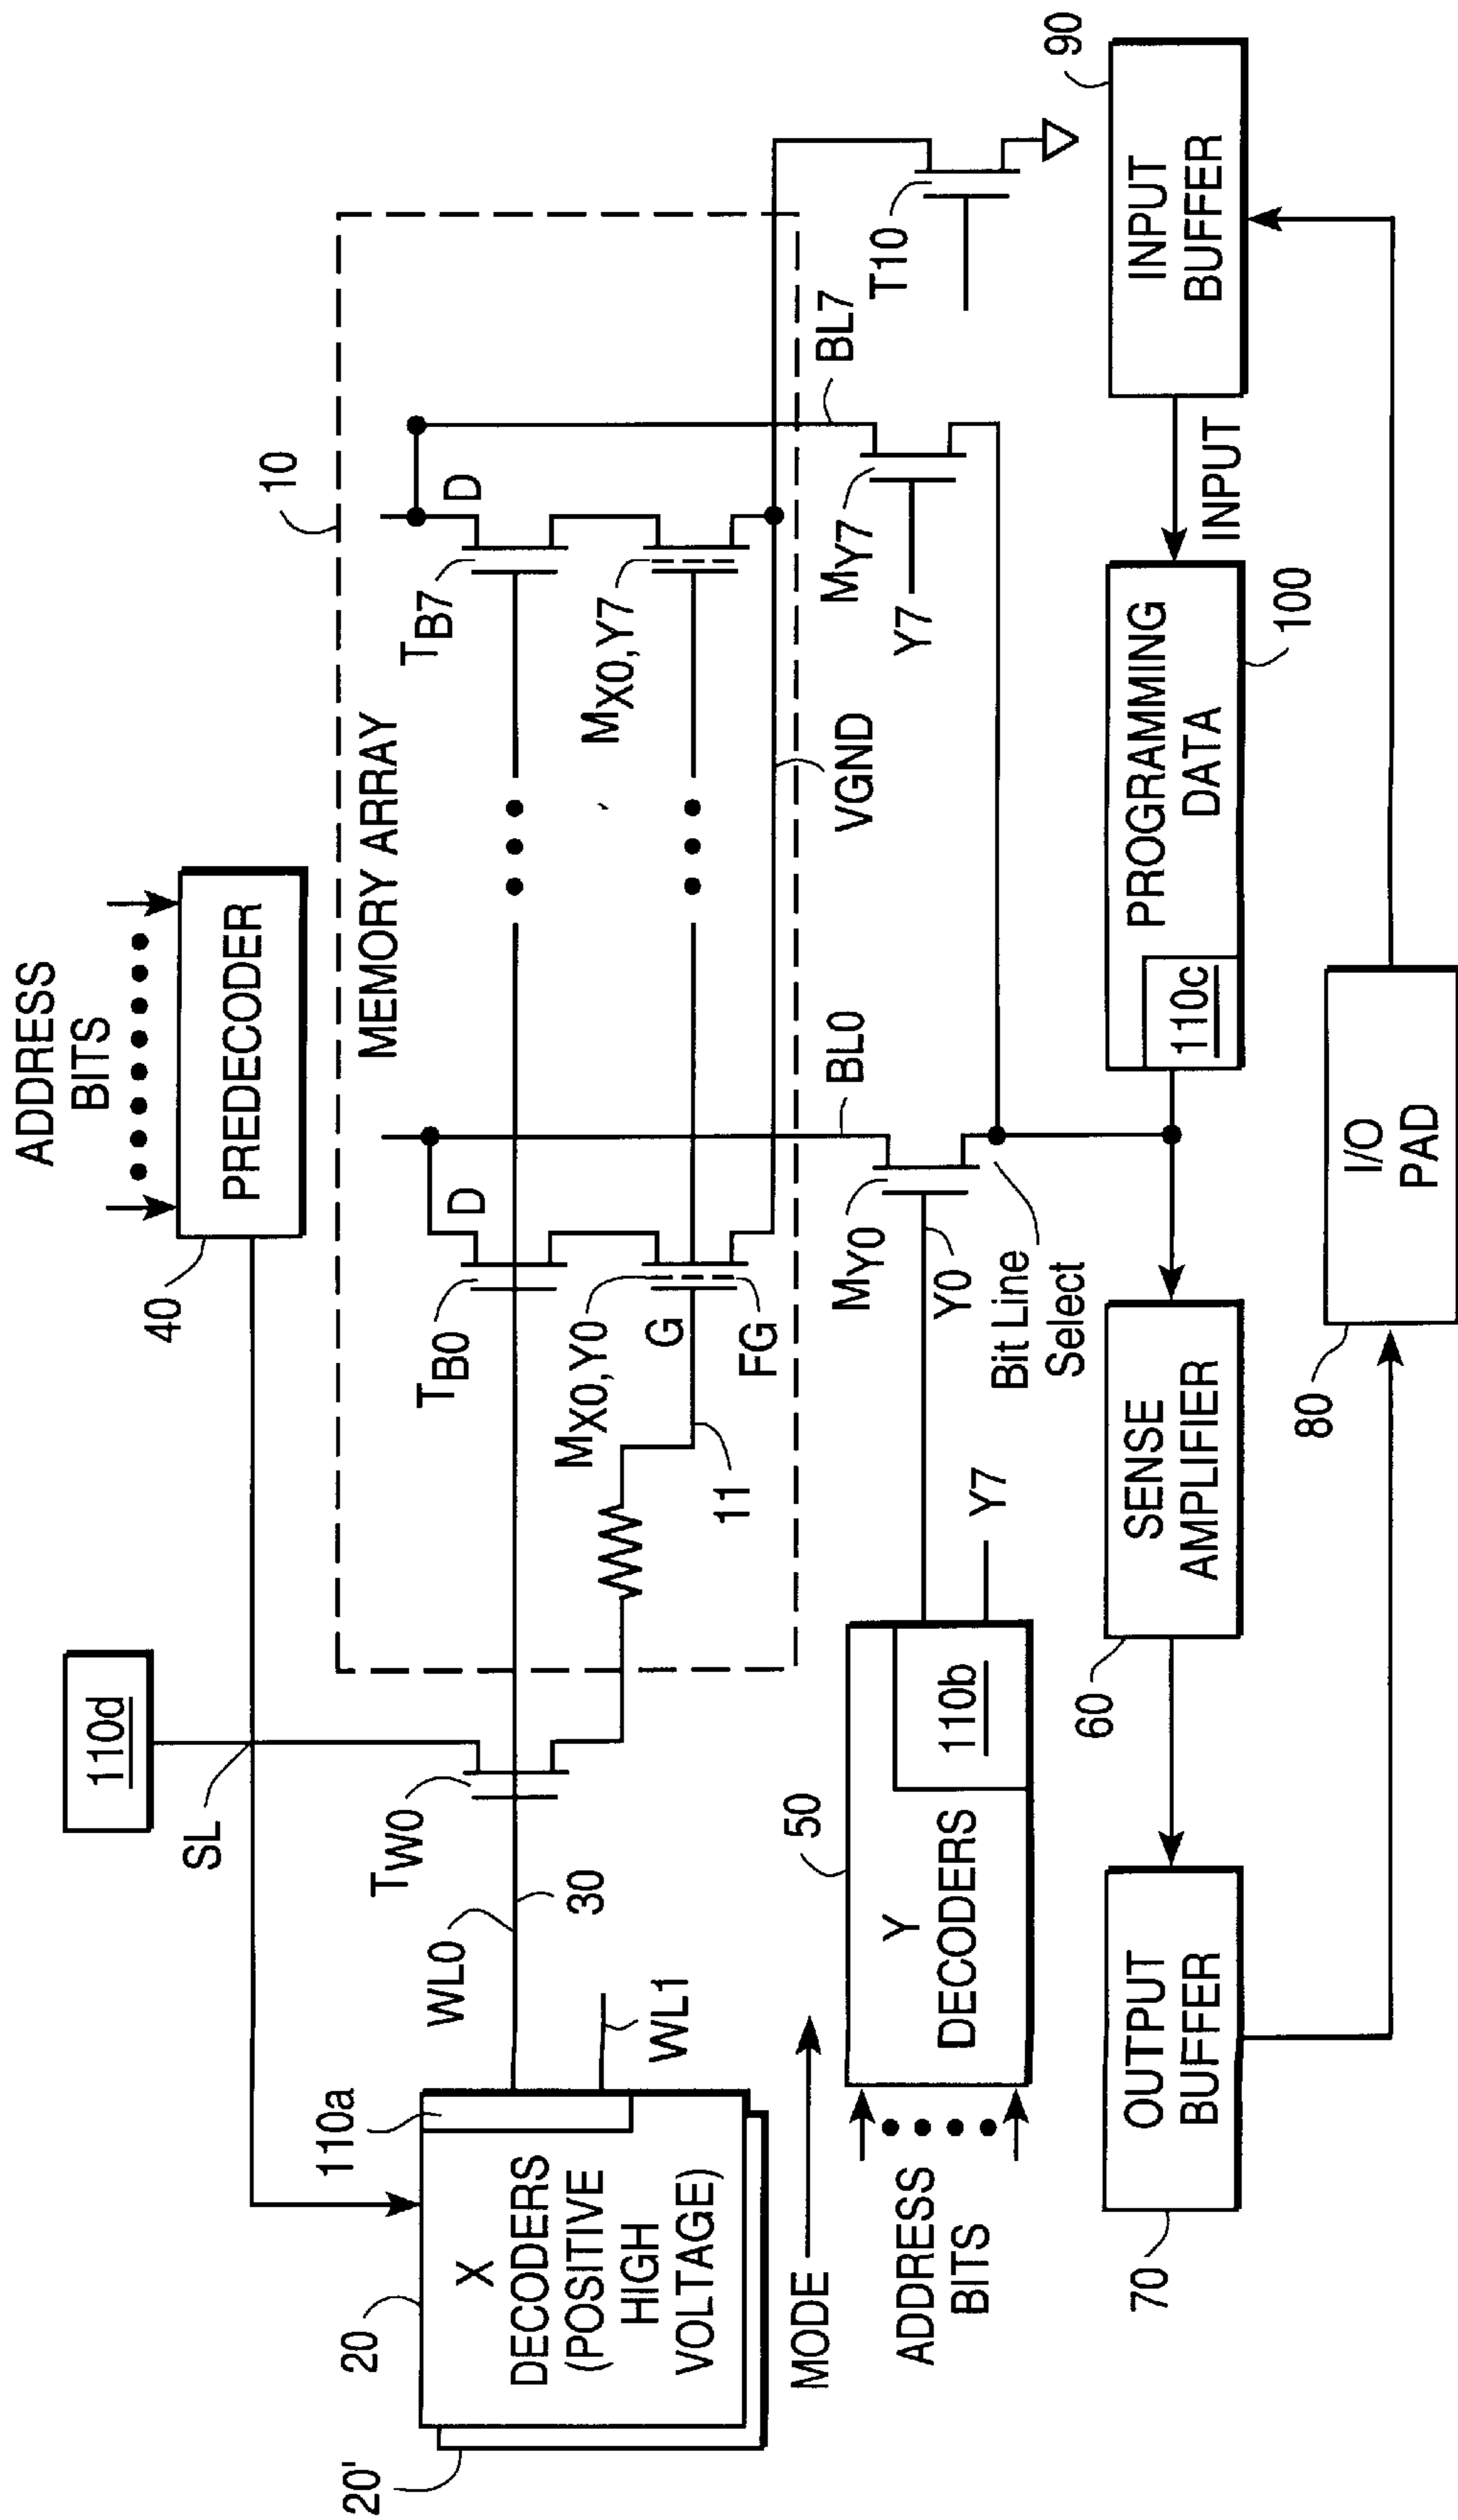 ADDRESS
BITS
40
PREDECODER
110d
SL
10
MEMORY ARRAY
20'
20
110a
X
DECODERS
(POSITIVE
HIGH
VOLTAGE)
WL0
30
WL1
TW0
TB0
D
MX0,Y0
G
FG
11
TB7
D
MX0,Y7
VGND
BL0
BL7
T10
MODE
ADDRESS
BITS
50
Y
DECODERS
110b
Y7
MY0
Y0
Bit Line
Select
MY7
Y7
70
OUTPUT
BUFFER
60
SENSE
AMPLIFIER
110c
PROGRAMMING
DATA
100
INPUT
INPUT
BUFFER
90
80
I/O
PAD